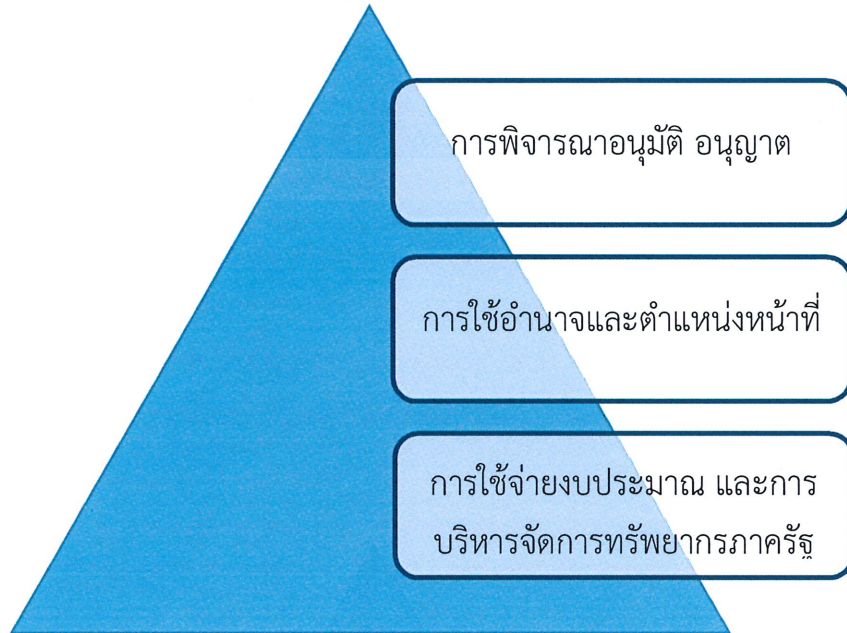 การพิจารณาอนุมัติ อนุญาต
การใช้อำนาจและตำแหน่งหน้าที่
การใช้จ่ายงบประมาณ และการ
บริหารจัดการทรัพยากรภาครัฐ